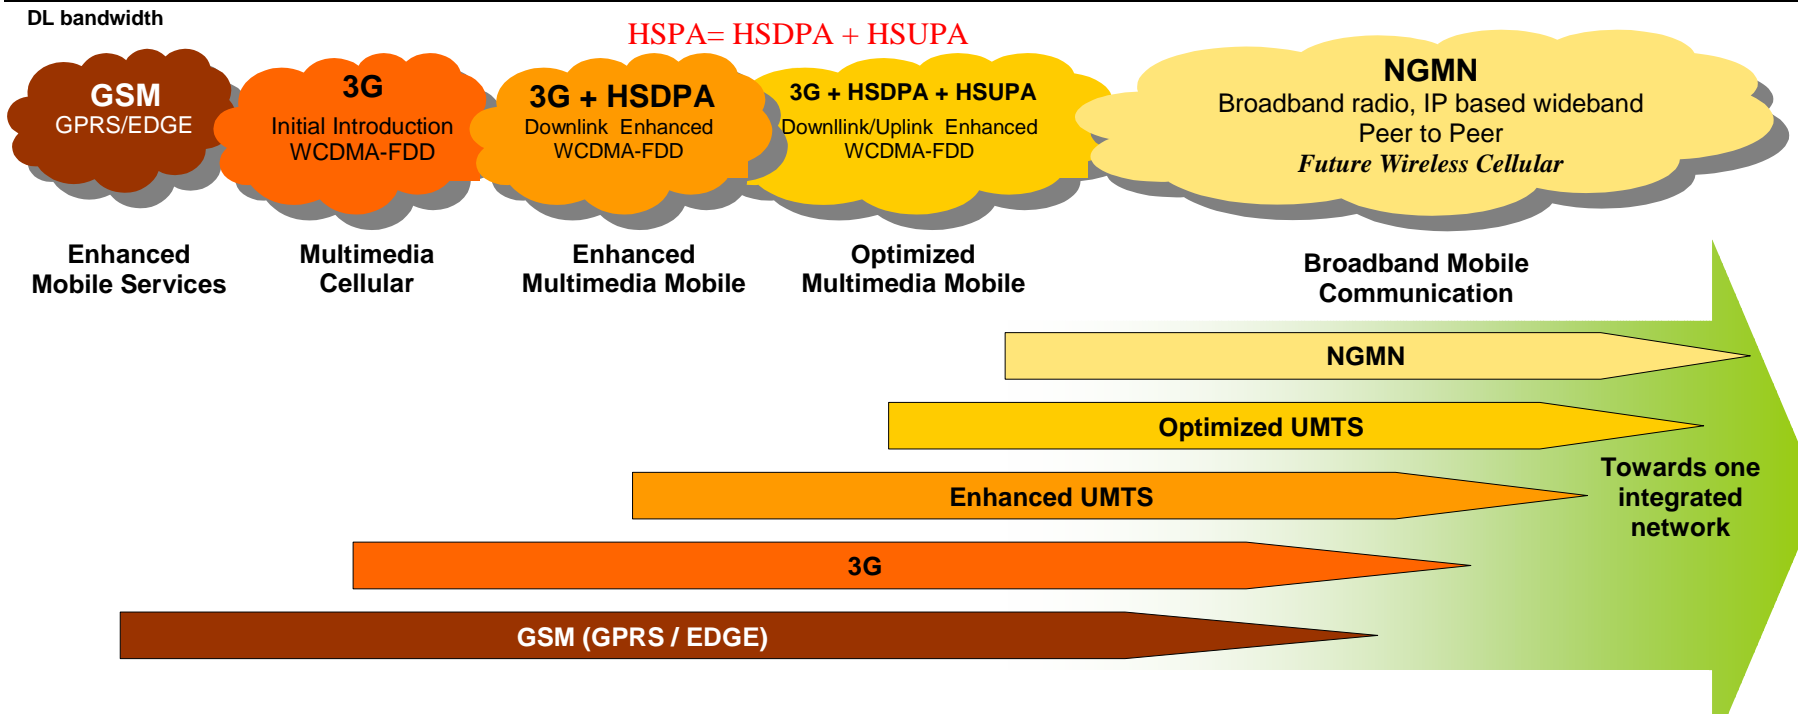 DL bandwidth
HSPA= HSDPA + HSUPA
GSM
GPRS/EDGE
3G
Initial Introduction
WCDMA-FDD
3G + HSDPA
Downlink Enhanced
WCDMA-FDD
3G + HSDPA + HSUPA
Downllink/Uplink Enhanced
WCDMA-FDD
NGMN
Broadband radio, IP based wideband
Peer to Peer
Future Wireless Cellular
Enhanced
Mobile Services
Multimedia
Cellular
Enhanced
Multimedia Mobile
Optimized
Multimedia Mobile
Broadband Mobile
Communication
NGMN
Optimized UMTS
Enhanced UMTS
3G
GSM (GPRS / EDGE)
Towards one
integrated
network